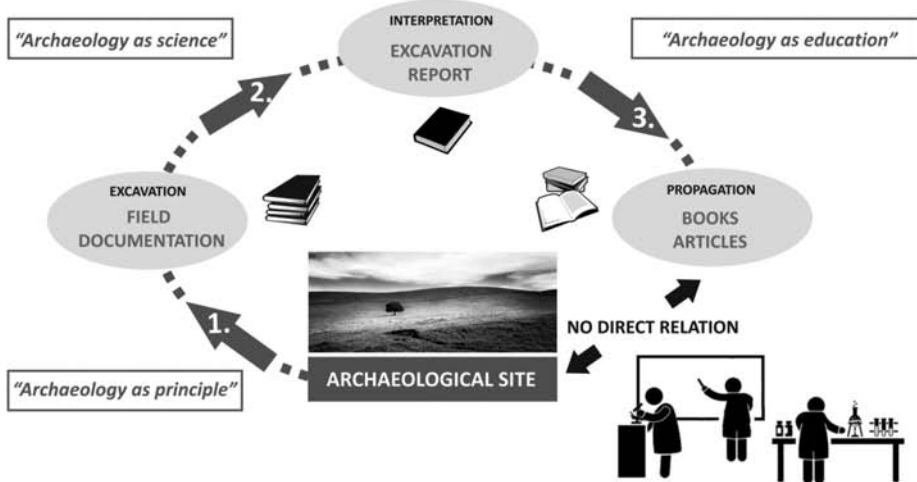 INTERPRETATION
EXCAVATION
REPORT
“Archaeology as science”
“Archaeology as education”
2.
3.
EXCAVATION
FIELD
DOCUMENTATION
PROPAGATION
BOOKS
ARTICLES
1.
NO DIRECT RELATION
ARCHAEOLOGICAL SITE
“Archaeology as principle”